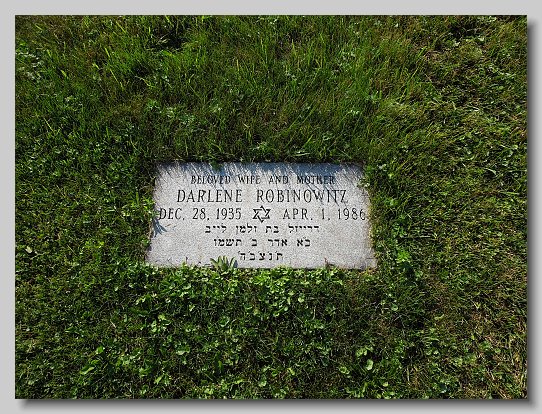 BELOVED WIFE AND MOTHER
DARLENE ROBINOWITZ
DEC. 28, 1935 ✡ APR. 1, 1986
דרייזל בת זלמן לייב
כא אדר ב תשמו
תנצבה